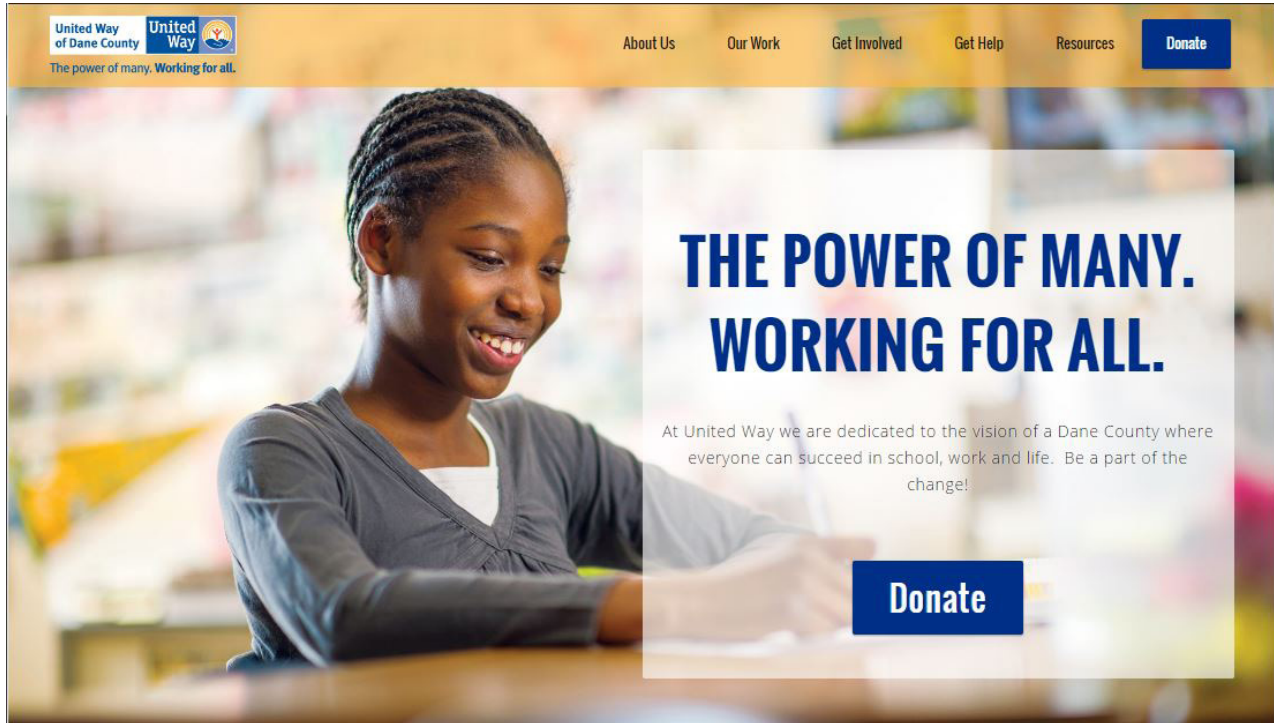 United Way
of Dane County
United
Way
The power of many. Working for all.
About Us Our Work Get Involved Get Help Resources Donate
THE POWER OF MANY.
WORKING FOR ALL.
At United Way we are dedicated to the vision of a Dane County where
everyone can succeed in school, work and life. Be a part of the
change!
Donate